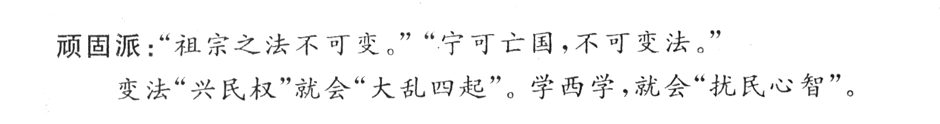 顽固派:“祖宗之法不可变。”“宁可亡国,不可变法。”
变法“兴民权”就会“大乱四起”。学西学,就会“扰民心智”。